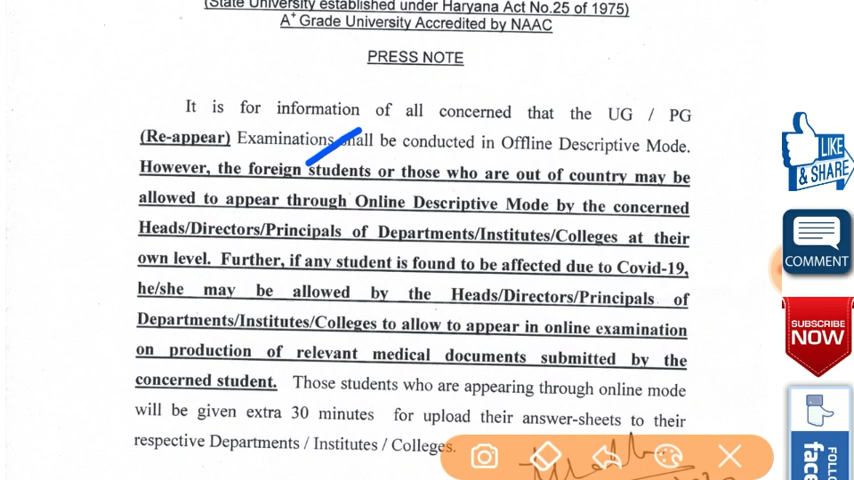 (State University established under Haryana Act No.25 of 1975)
A+ Grade University Accredited by NAAC
PRESS NOTE
It is for information of all concerned that the UG / PG
(Re-appear) Examinations shall be conducted in Offline Descriptive Mode.
However, the foreign students or those who are out of country may be
allowed to appear through Online Descriptive Mode by the concerned
Heads/Directors/Principals of Departments/Institutes/Colleges at their
own level. Further, if any student is found to be affected due to Covid-19,
he/she may be allowed by the Heads/Directors/Principals of
Departments/Institutes/Colleges to allow to appear in online examination
on production of relevant medical documents submitted by the
concerned student. Those students who are appearing through online mode
will be given extra 30 minutes for upload their answer-sheets to their
respective Departments / Institutes / Colleges.
LIKE
& SHARE
COMMENT
SUBSCRIBE
NOW